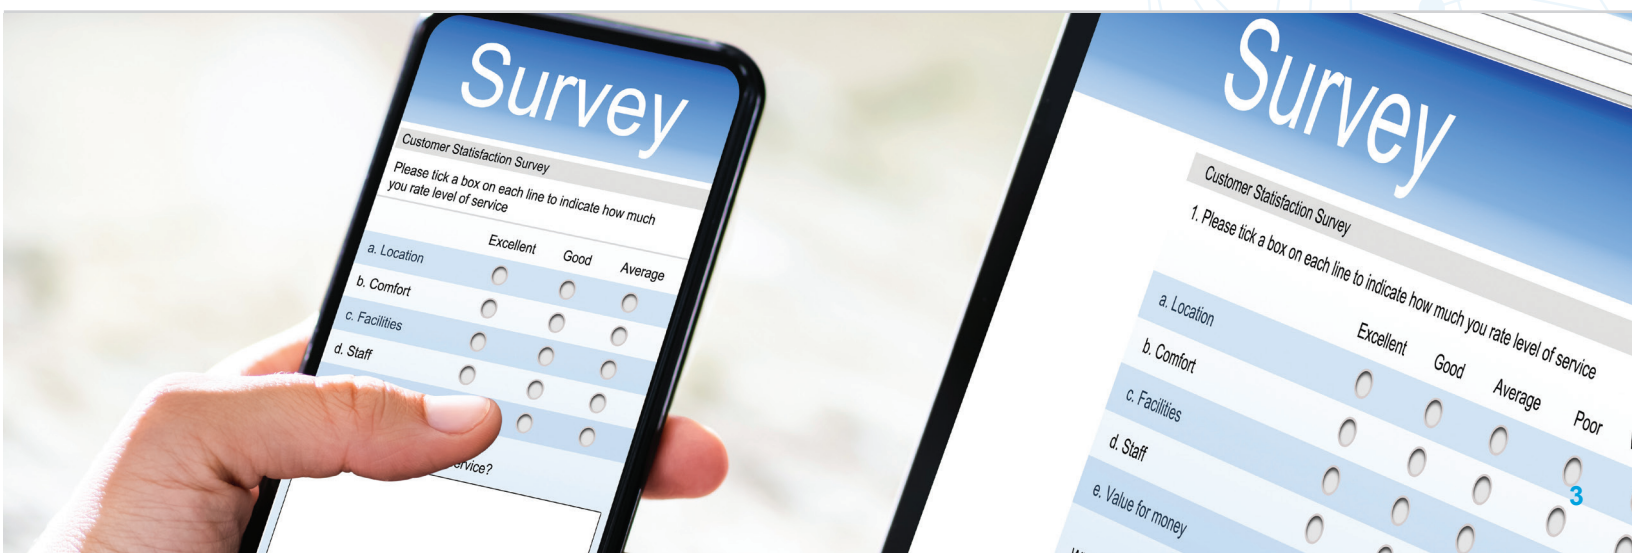 Survey
Customer Statisfaction Survey
Please tick a box on each line to indicate how much
you rate level of service
Excellent Good Average
a. Location
b. Comfort
c. Facilities
d. Staff
Survey
Customer Statisfaction Survey
1. Please tick a box on each line to indicate how much you rate level of service
Excellent Good Average Poor
a. Location
b. Comfort
c. Facilities
d. Staff
e. Value for money
3